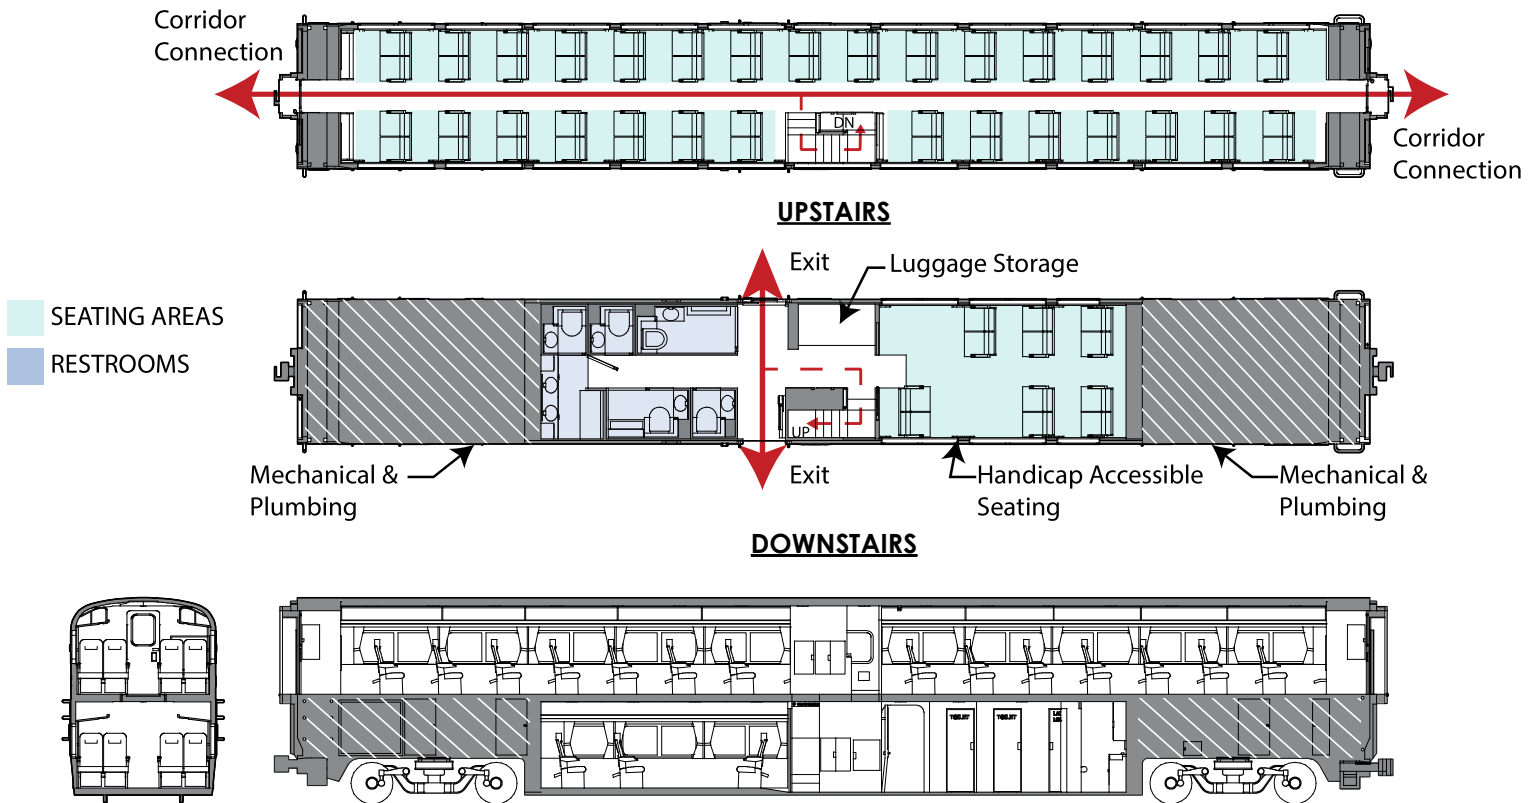 Corridor
Connection
DN
Corridor
Connection
UPSTAIRS
Exit
Luggage Storage
SEATING AREAS
RESTROOMS
UP
Mechanical &
Plumbing
Exit
Handicap Accessible
Seating
Mechanical &
Plumbing
DOWNSTAIRS
TOILET
TOILET